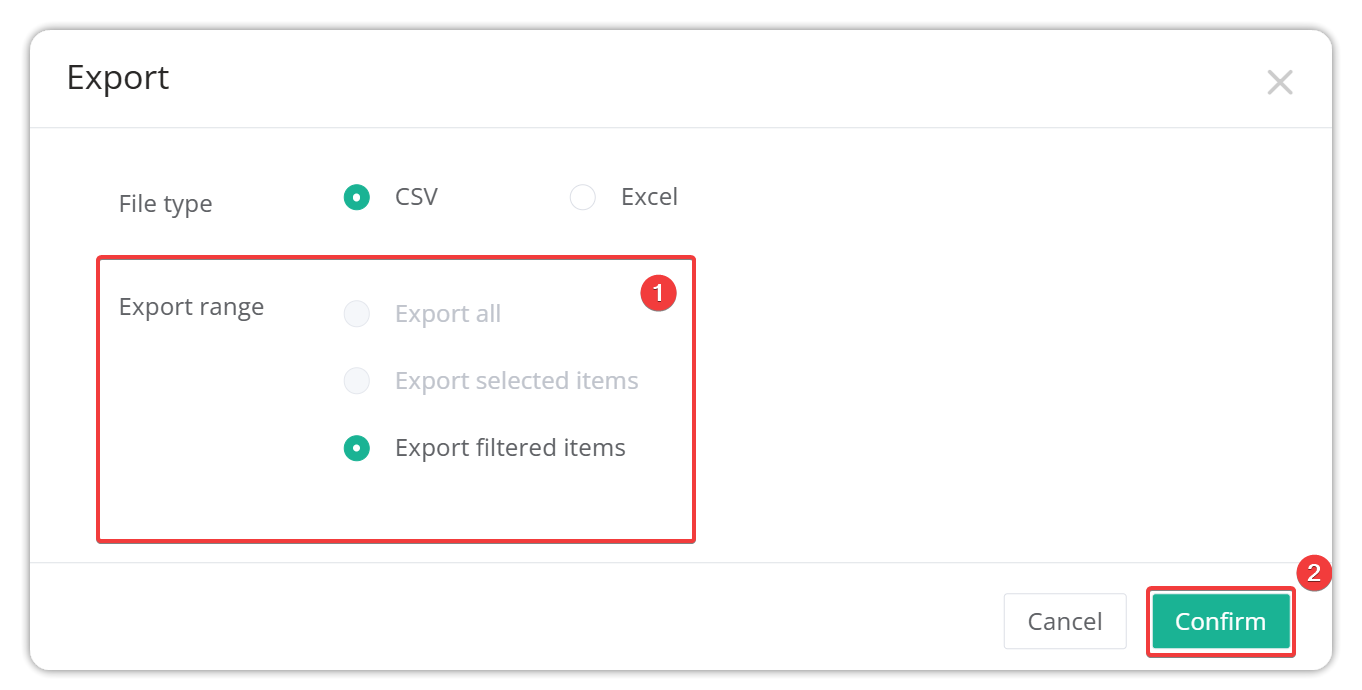 Export
File type CSV Excel
1
Export range Export all
Export selected items
Export filtered items
2
Cancel Confirm